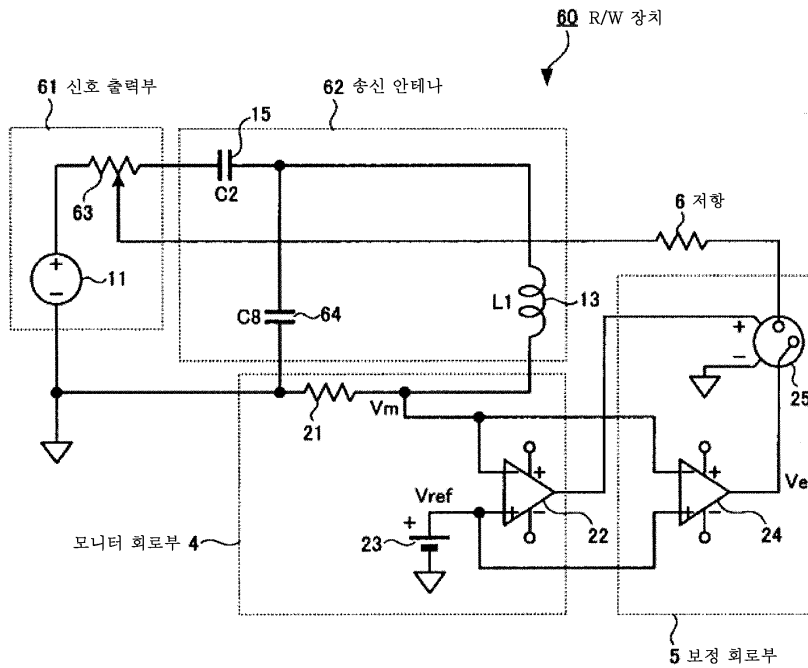 60 R/W 장치
61 신호 출력부
62 송신 안테나
15
63
C2
6 저항
+
−
11
C8
64
L1
13
+
−
25
21
Vm
−
+
+
−
22
Vref
+
23
−
+
+
−
24
Ve
모니터 회로부 4
5 보정 회로부